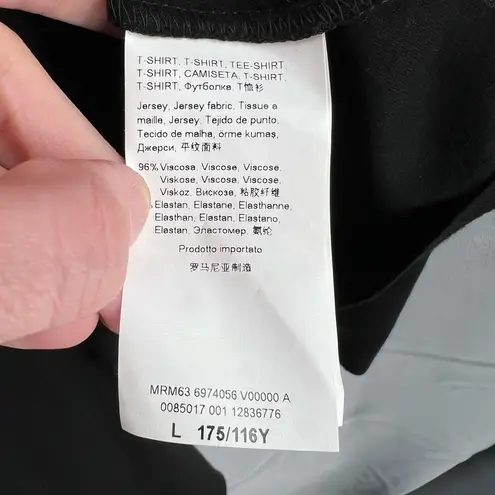 T-SHIRT, T-SHIRT, TEE-SHIRT,
T-SHIRT, CAMISETA, T-SHIRT,
T-SHIRT, Футболка, T恤衫
Jersey, Jersey fabric, Tissue a
maille, Jersey, Tejido de punto,
Tecido de malha, örme kumaş,
Джерси, 平纹面料
96% Viscosa, Viscose, Viscose,
Viskose, Viscosa, Viscose,
Viskoz, Вискоза, 粘胶纤维
Elastan, Elastane, Elasthanne,
Elasthan, Elastan, Elastano,
Elastan, Эластомер, 氨纶
Prodotto importato
罗马尼亚制造
MRM63 6974056 V00000 A
0085017 001 12836776
L 175/116Y